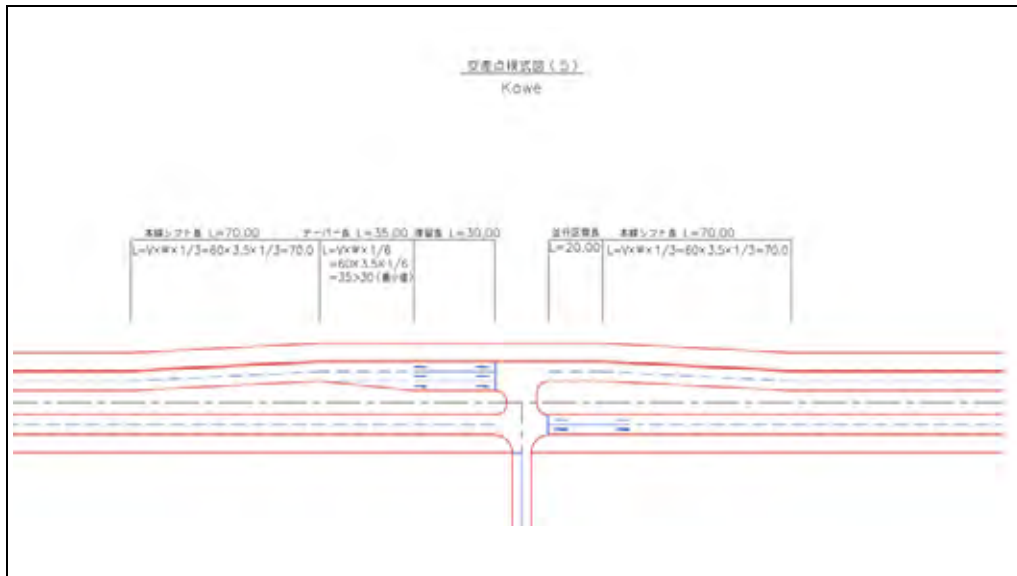 交差点模式図(5)
Kawe
本線シフト長 L=70.00
テーパー長 L=35.00
滞留長 L=30.00
並行区間長
本線シフト長 L=70.00
L=V×W×1/3=60×3.5×1/3=70.0
L=V×W×1/6
=60×3.5×1/6
=35>30(最小値)
L=20.00
L=V×W×1/3=60×3.5×1/3=70.0